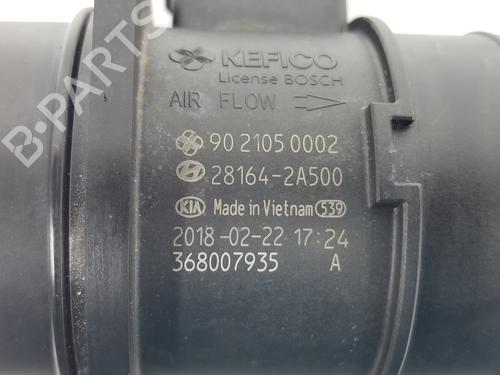 KEFICO
License BOSCH
AIR FLOW
90 2105 0002
28164-2A500
KIA Made in Vietnam 539
2018-02-22 17:24
368007935 A
B-Parts